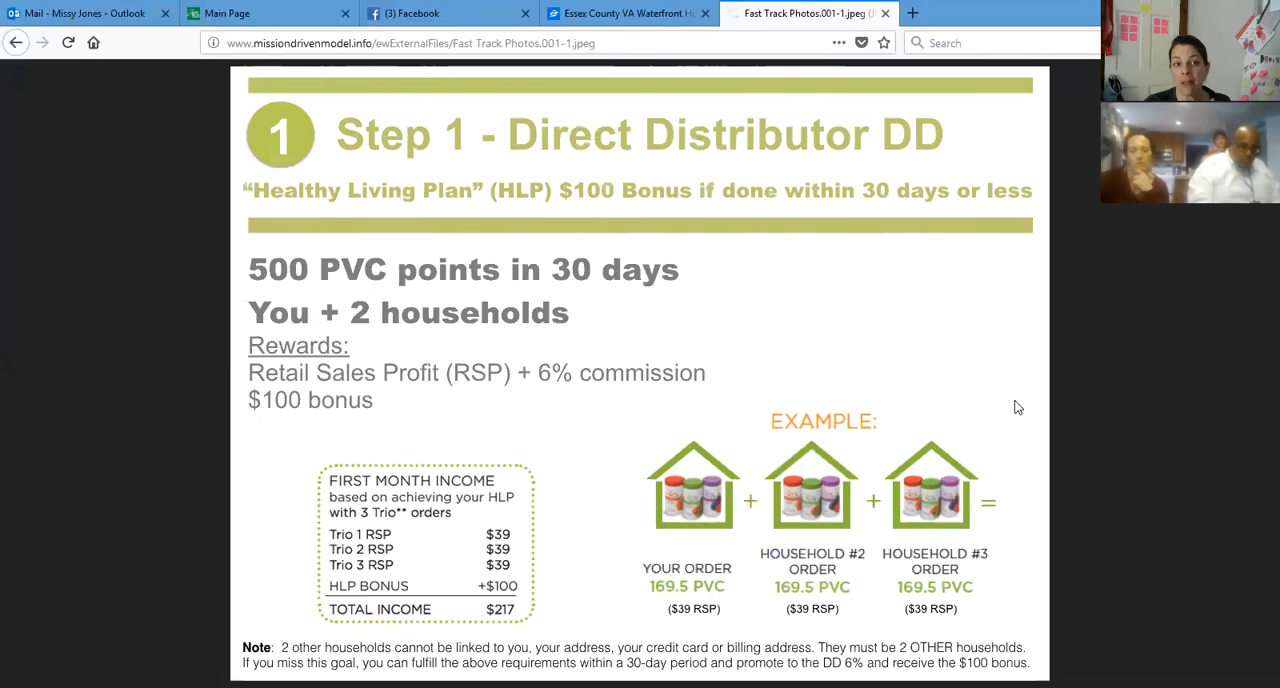 Mail - Missy Jones - Outlook
Main Page
(3) Facebook
Essex County VA Waterfront H
Fast Track Photos.001-1.jpeg (J
www.missiondrivenmodel.info/ewExternalFiles/Fast Track Photos.001-1.jpeg
Search
1 Step 1 - Direct Distributor DD
“Healthy Living Plan” (HLP) $100 Bonus if done within 30 days or less
500 PVC points in 30 days
You + 2 households
Rewards:
Retail Sales Profit (RSP) + 6% commission
$100 bonus
FIRST MONTH INCOME
based on achieving your HLP
with 3 Trio** orders
Trio 1 RSP $39
Trio 2 RSP $39
Trio 3 RSP $39
HLP BONUS +$100
TOTAL INCOME $217
EXAMPLE:
+ + =
YOUR ORDER
169.5 PVC
($39 RSP)
HOUSEHOLD #2
ORDER
169.5 PVC
($39 RSP)
HOUSEHOLD #3
ORDER
169.5 PVC
($39 RSP)
Note: 2 other households cannot be linked to you, your address, your credit card or billing address. They must be 2 OTHER households.
If you miss this goal, you can fulfill the above requirements within a 30-day period and promote to the DD 6% and receive the $100 bonus.